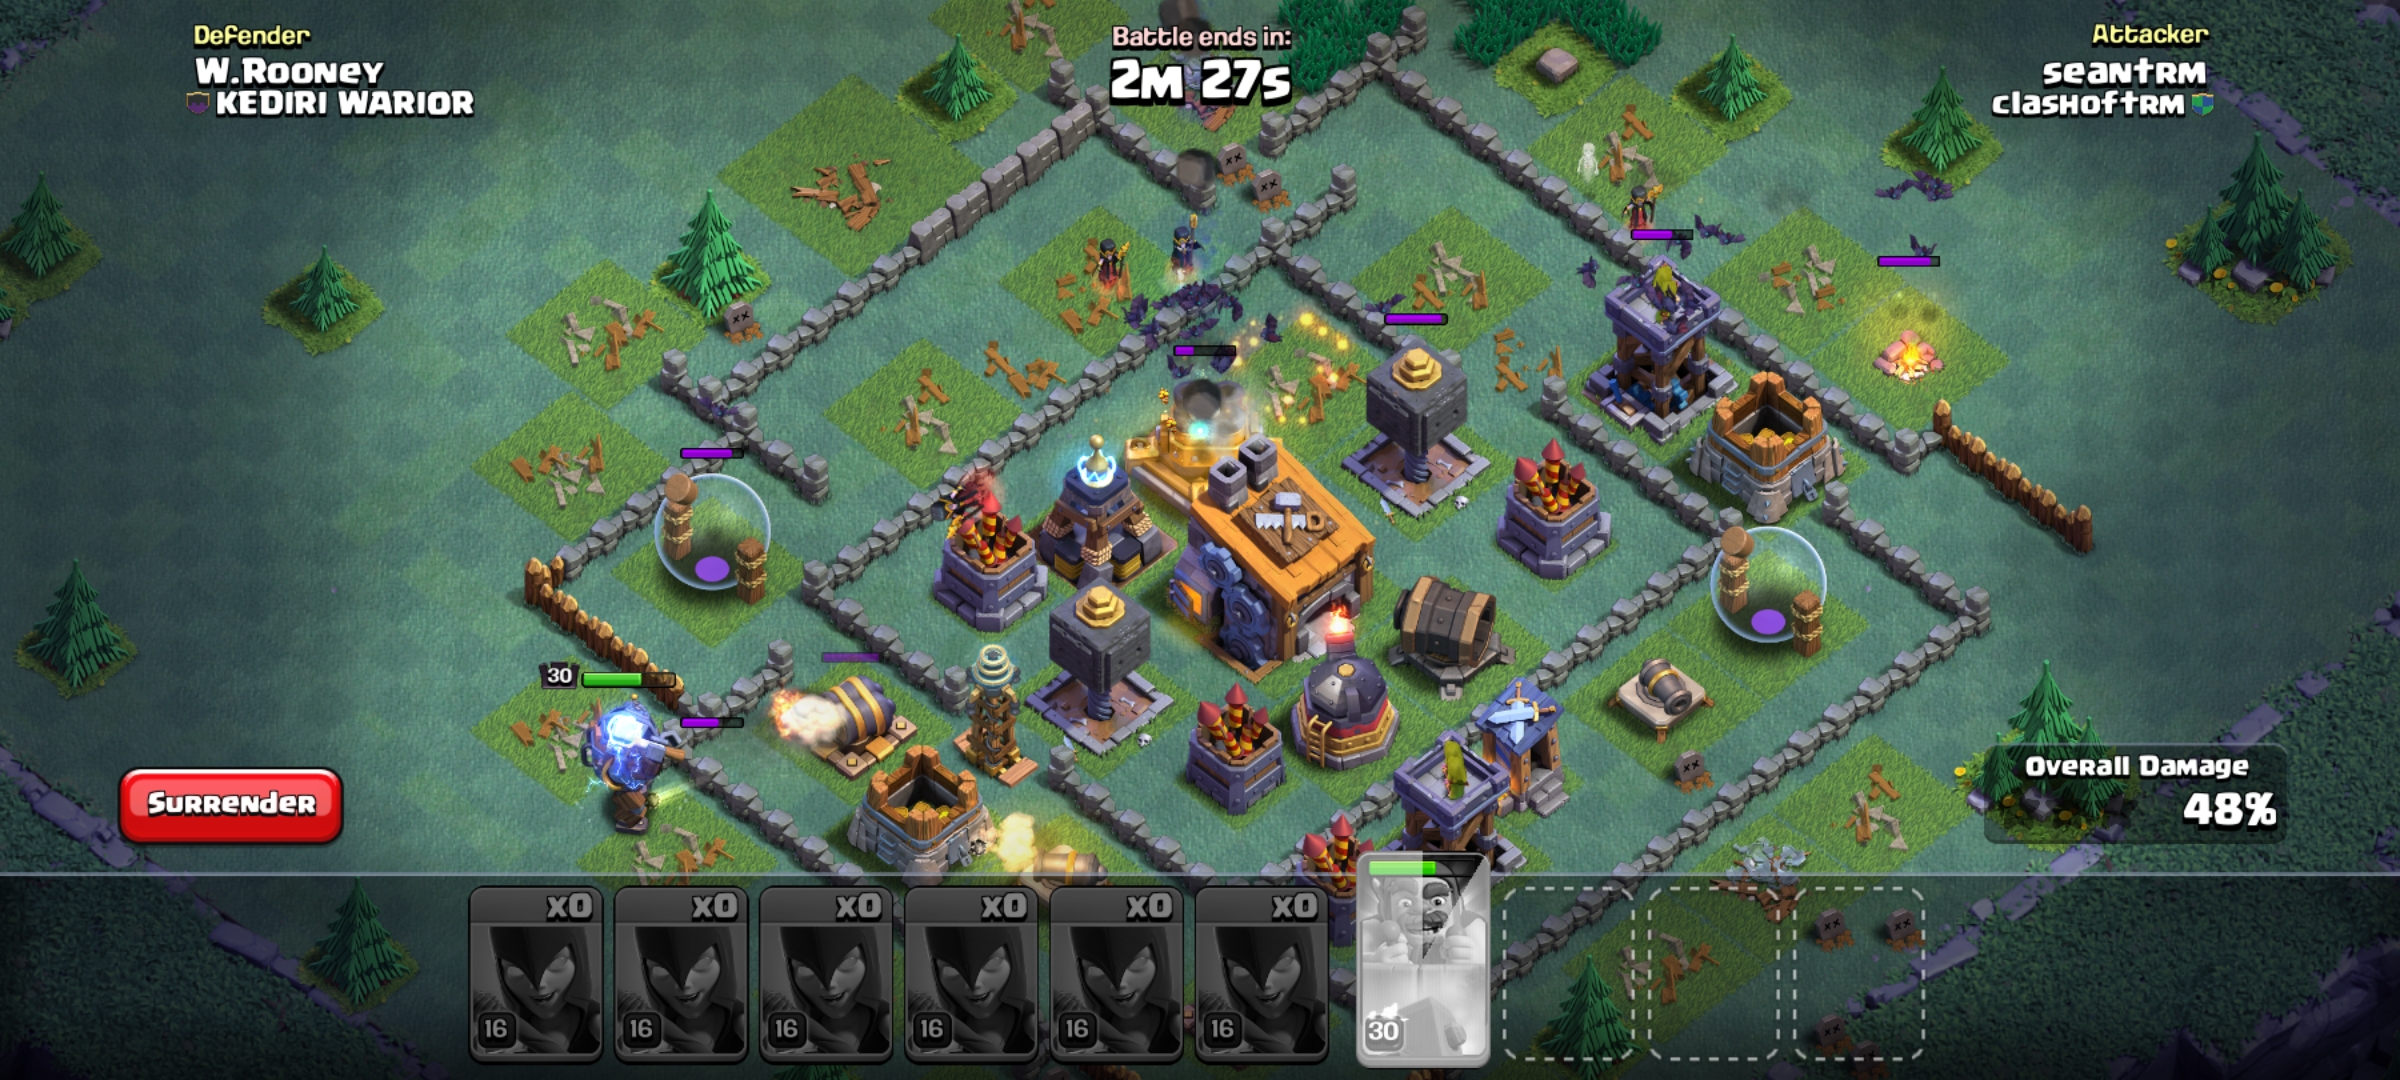 Defender
W.Rooney
KEDIRI WARIOR
Battle ends in:
2M 27s
Attacker
seantrm
clashoftrm
30
Surrender
Overall Damage
48%
x0
x0
x0
x0
x0
x0
16
16
16
16
16
16
30